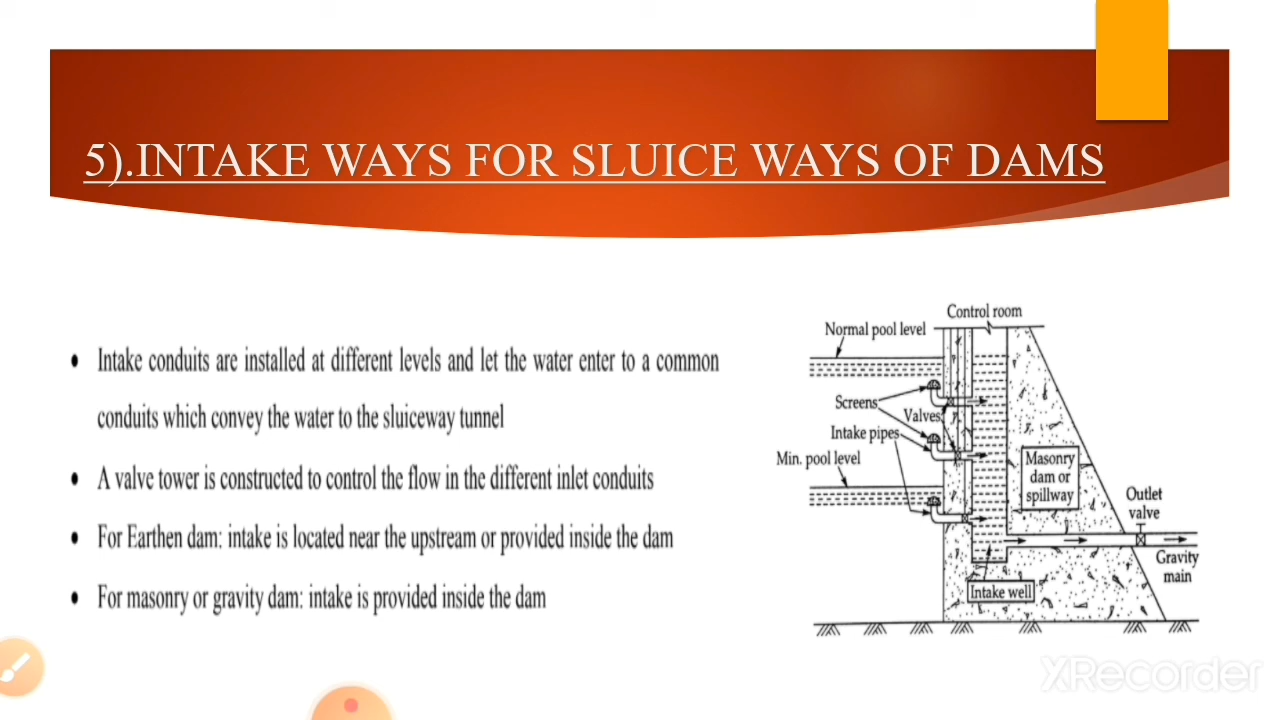 5).INTAKE WAYS FOR SLUICE WAYS OF DAMS
• Intake conduits are installed at different levels and let the water enter to a common
conduits which convey the water to the sluiceway tunnel
• A valve tower is constructed to control the flow in the different inlet conduits
• For Earthen dam: intake is located near the upstream or provided inside the dam
• For masonry or gravity dam: intake is provided inside the dam
Control room
Normal pool level
Screens
Valves
Intake pipes
Min. pool level
Masonry
dam or
spillway
Outlet
valve
Gravity
main
Intake well
XRecorder